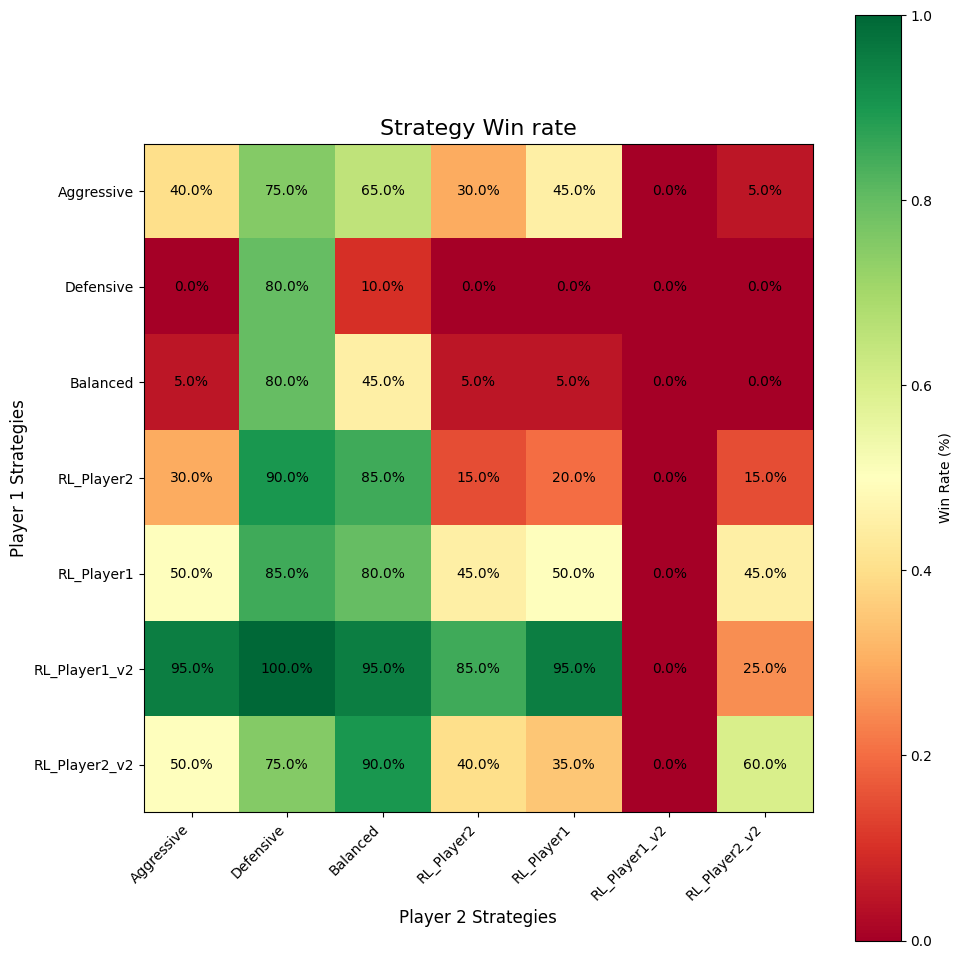 Strategy Win rate
Player 1 Strategies
Aggressive 40.0% 75.0% 65.0% 30.0% 45.0% 0.0% 5.0%
Defensive 0.0% 80.0% 10.0% 0.0% 0.0% 0.0% 0.0%
Balanced 5.0% 80.0% 45.0% 5.0% 5.0% 0.0% 0.0%
RL_Player2 30.0% 90.0% 85.0% 15.0% 20.0% 0.0% 15.0%
RL_Player1 50.0% 85.0% 80.0% 45.0% 50.0% 0.0% 45.0%
RL_Player1_v2 95.0% 100.0% 95.0% 85.0% 95.0% 0.0% 25.0%
RL_Player2_v2 50.0% 75.0% 90.0% 40.0% 35.0% 0.0% 60.0%
Aggressive Defensive Balanced RL_Player2 RL_Player1 RL_Player1_v2 RL_Player2_v2
Player 2 Strategies
1.0
0.8
0.6
0.4
0.2
0.0
Win Rate (%)